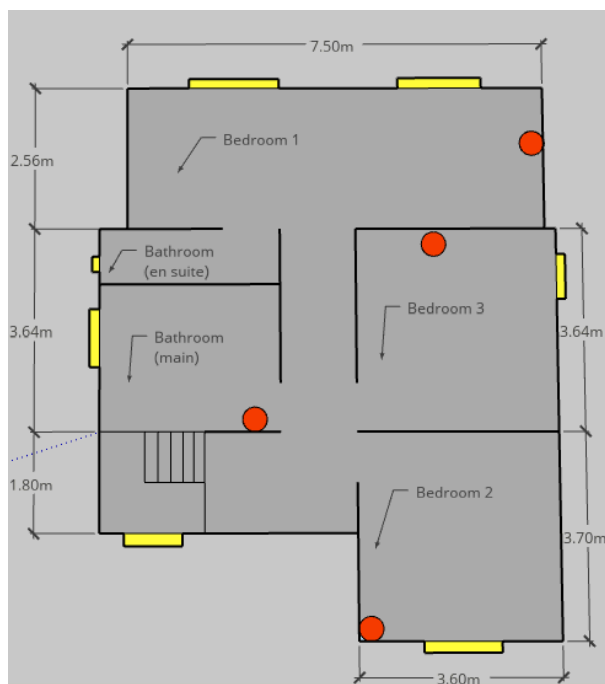 7.50m
Bedroom 1
2.56m
Bathroom
(en suite)
Bedroom 3
3.64m
3.64m
Bathroom
(main)
1.80m
Bedroom 2
3.70m
3.60m